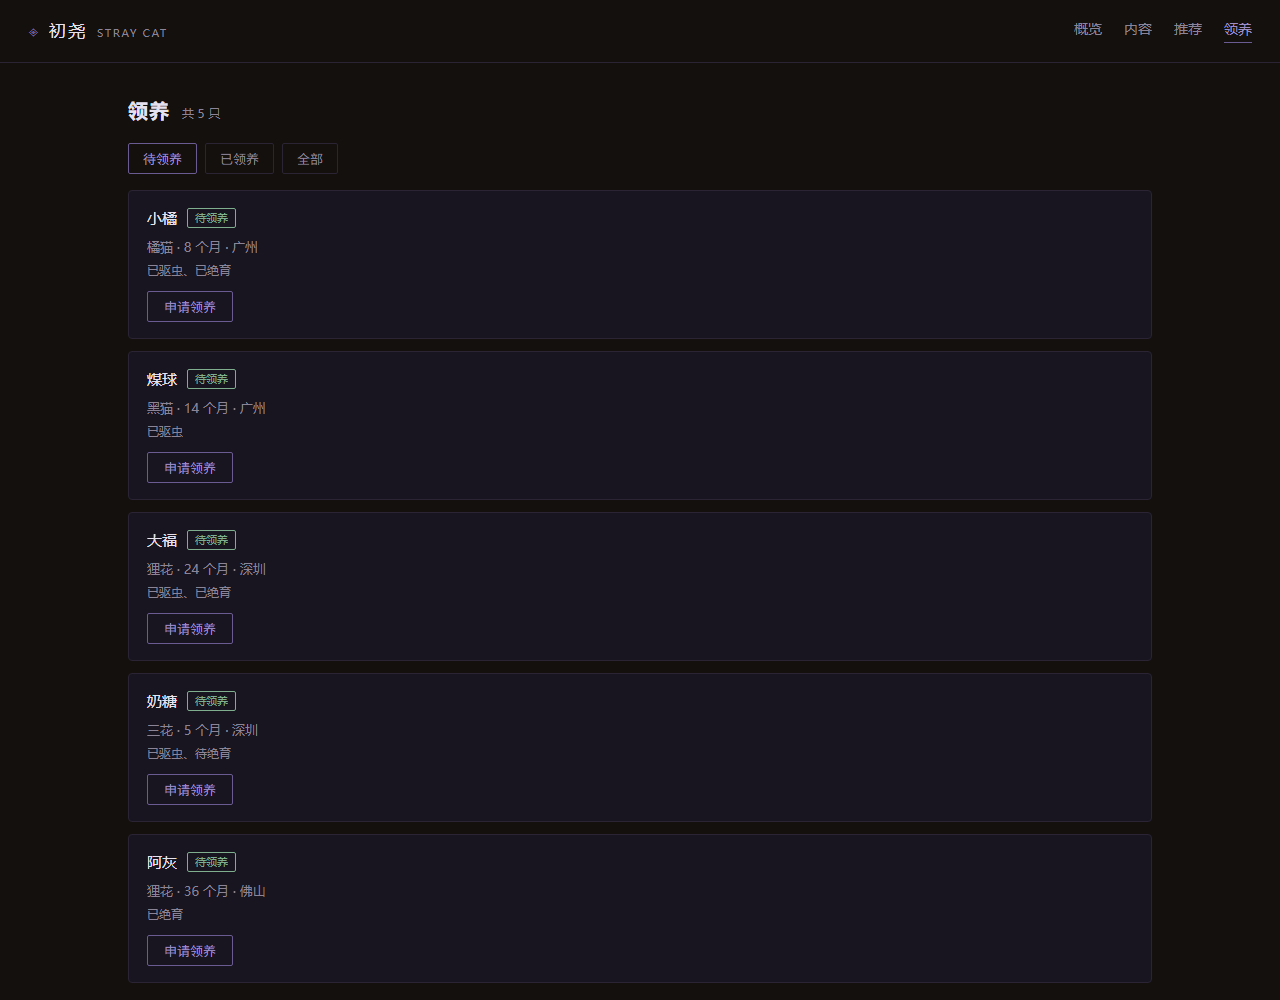 ◈ 初尧 STRAY CAT
概览 内容 推荐 领养
领养 共 5 只
待领养 已领养 全部
小橘 待领养
橘猫 · 8 个月 · 广州
已驱虫、已绝育
申请领养
煤球 待领养
黑猫 · 14 个月 · 广州
已驱虫
申请领养
大福 待领养
狸花 · 24 个月 · 深圳
已驱虫、已绝育
申请领养
奶糖 待领养
三花 · 5 个月 · 深圳
已驱虫、待绝育
申请领养
阿灰 待领养
狸花 · 36 个月 · 佛山
已绝育
申请领养